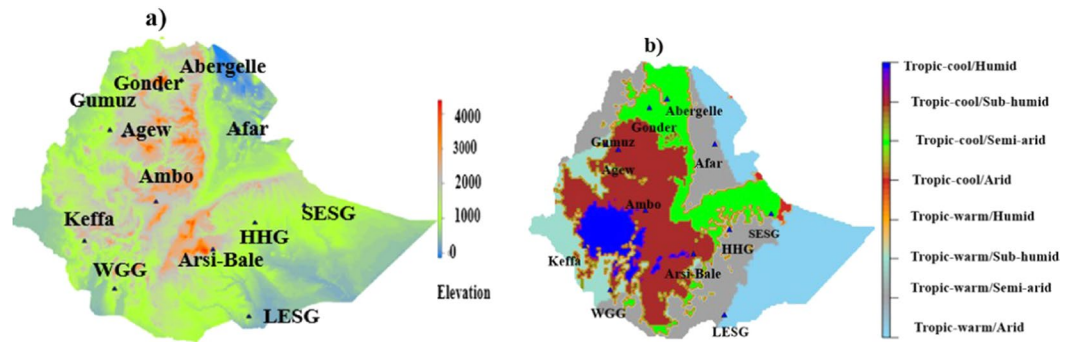 a)
Abergelle
Gonder
Gumuz
Agew
Afar
Ambo
Keffa
SESG
HHG
Arsi-Bale
WGG
LESG
4000
3000
2000
1000
0
Elevation
b)
Abergelle
Gonder
Gumuz
Agew
Afar
Ambo
SESG
HHG
Keffa
Arsi-Bale
WGG
LESG
Tropic-cool/Humid
Tropic-cool/Sub-humid
Tropic-cool/Semi-arid
Tropic-cool/Arid
Tropic-warm/Humid
Tropic-warm/Sub-humid
Tropic-warm/Semi-arid
Tropic-warm/Arid